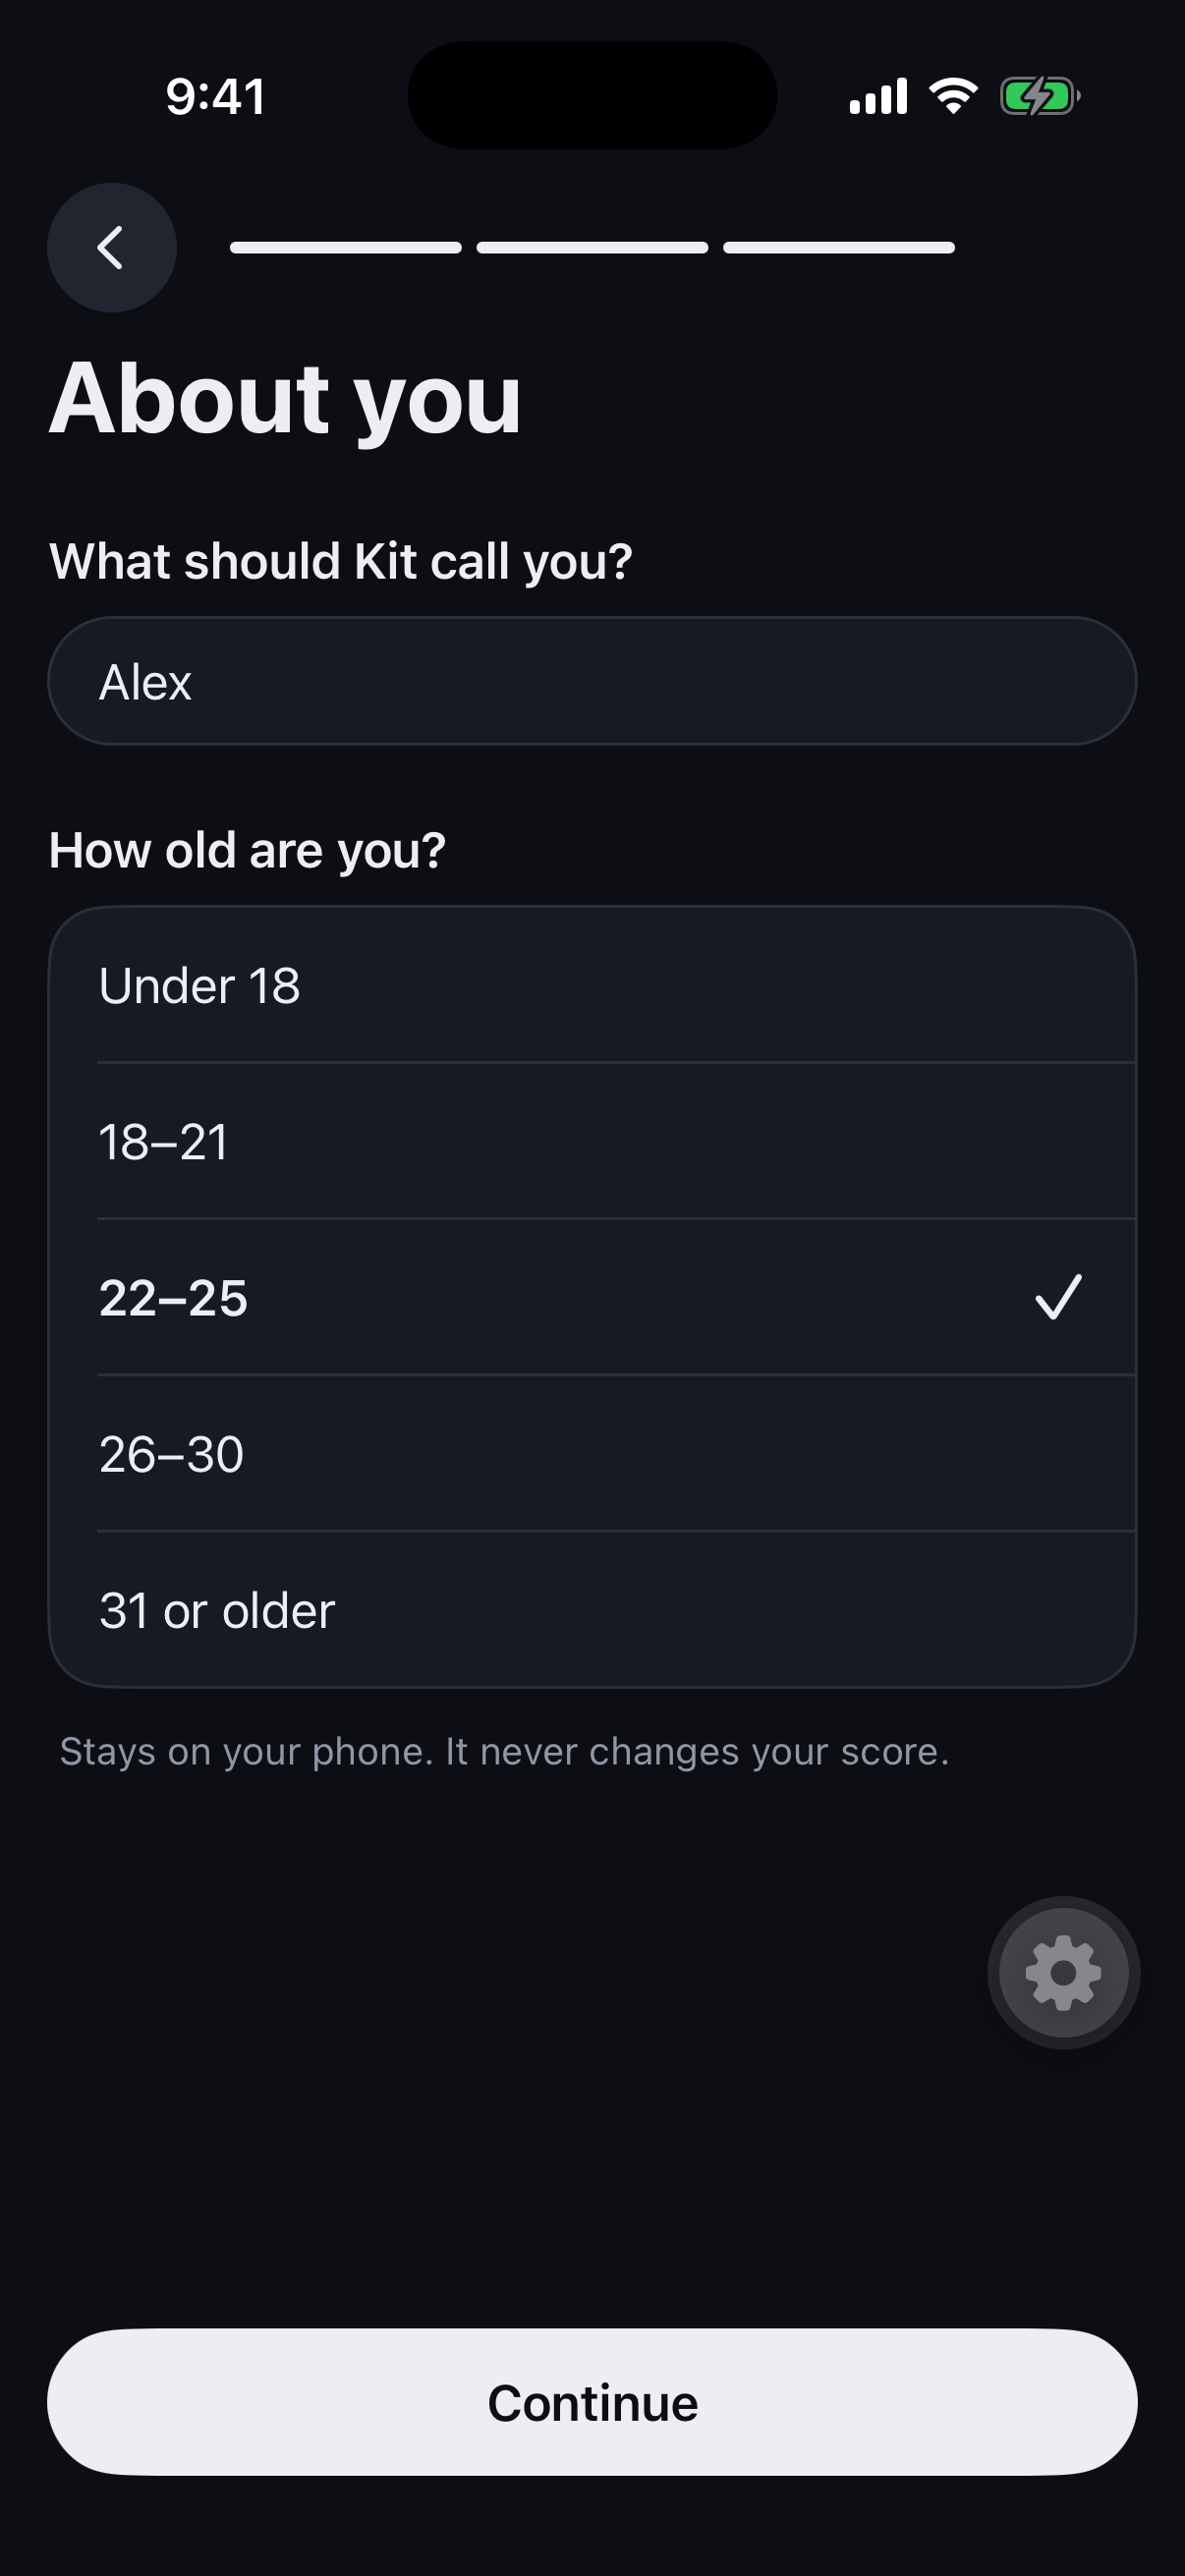 9:41
About you
What should Kit call you?
Alex
How old are you?
Under 18
18–21
22–25
26–30
31 or older
Stays on your phone. It never changes your score.
Continue